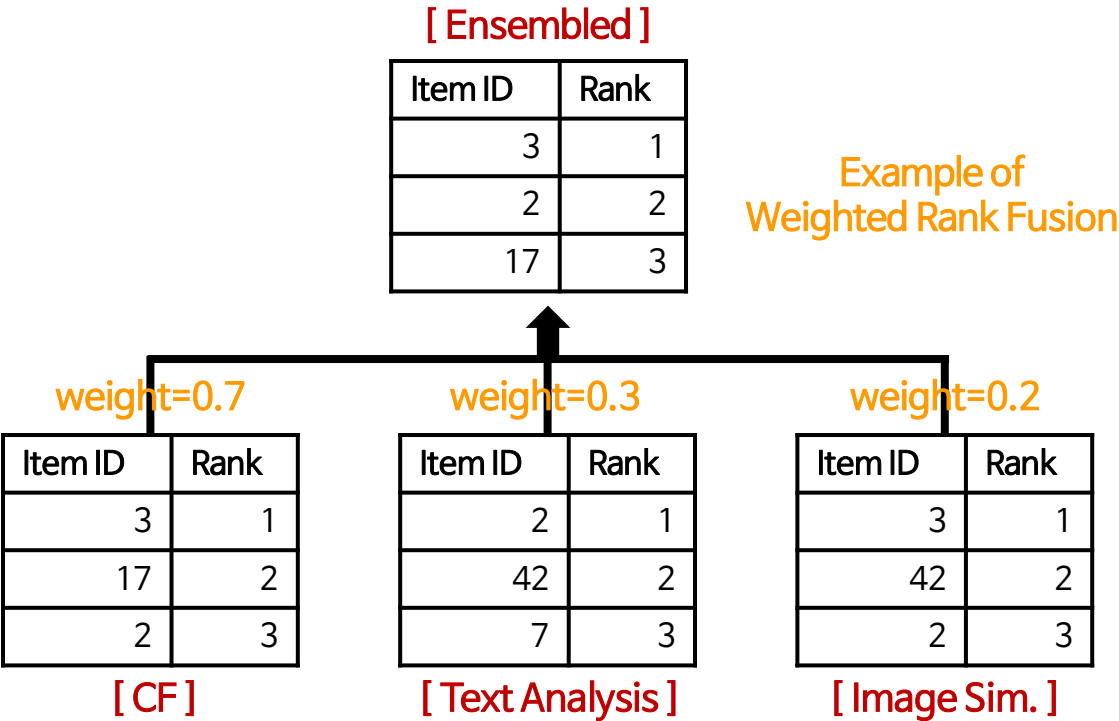 [ Ensembled ]
Item ID Rank
3 1
2 2
17 3
Example of
Weighted Rank Fusion
weight=0.7
weight=0.3
weight=0.2
Item ID Rank
3 1
17 2
2 3
[ CF ]
Item ID Rank
2 1
42 2
7 3
[ Text Analysis ]
Item ID Rank
3 1
42 2
2 3
[ Image Sim. ]